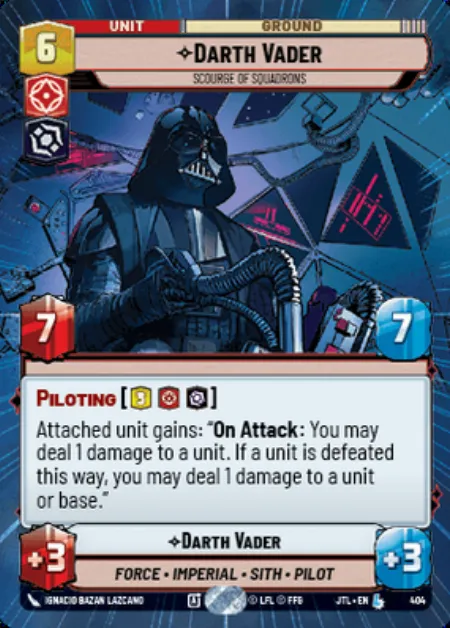 UNIT GROUND
6
DARTH VADER
SCOURGE OF SQUADRONS
7
7
PILOTING [
]
Attached unit gains: “On Attack: You may
deal 1 damage to a unit. If a unit is defeated
this way, you may deal 1 damage to a unit
or base.”
DARTH VADER
+3
+3
FORCE • IMPERIAL • SITH • PILOT
IGNACIO BAZAN LAZCANO © LFL © FFG JTL • EN 404